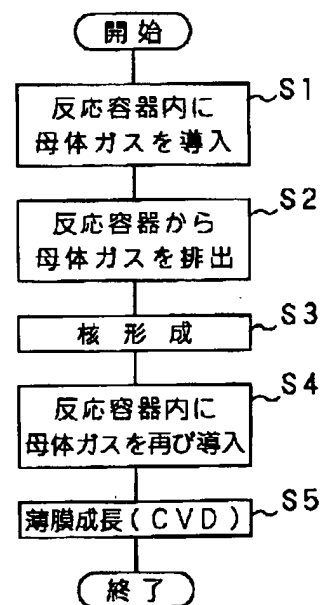 開始
反応容器内に
母体ガスを導入
S1
反応容器から
母体ガスを排出
S2
核形成
S3
反応容器内に
母体ガスを再び導入
S4
薄膜成長(CVD)
S5
終了